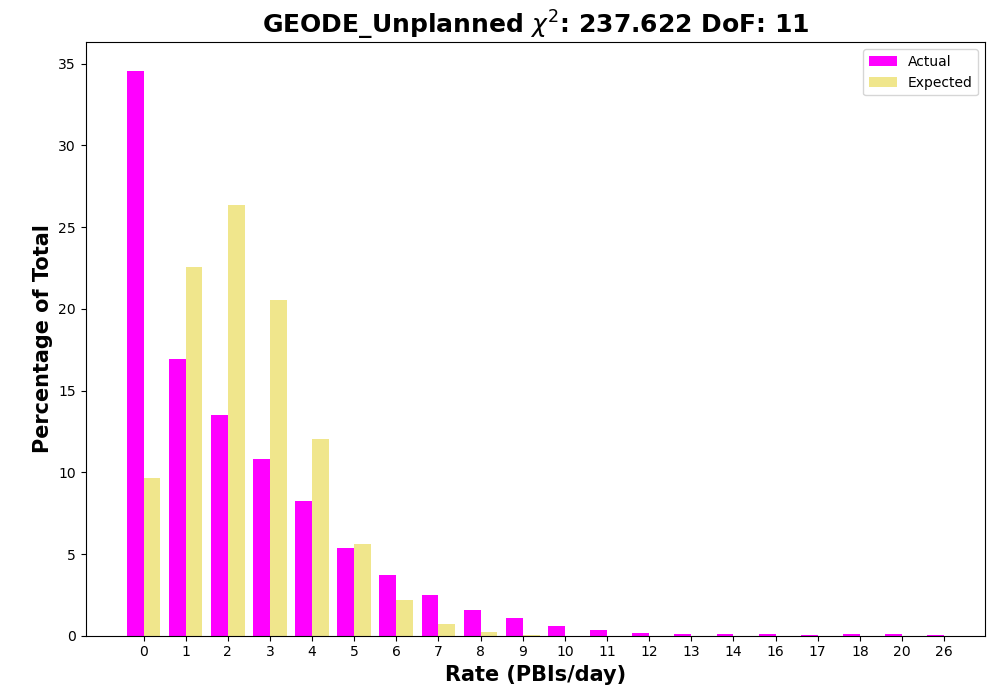 GEODE_Unplanned χ²: 237.622 DoF: 11
Actual
Expected
Percentage of Total
35
30
25
20
15
10
5
0
0 1 2 3 4 5 6 7 8 9 10 11 12 13 14 16 17 18 20 26
Rate (PBIs/day)